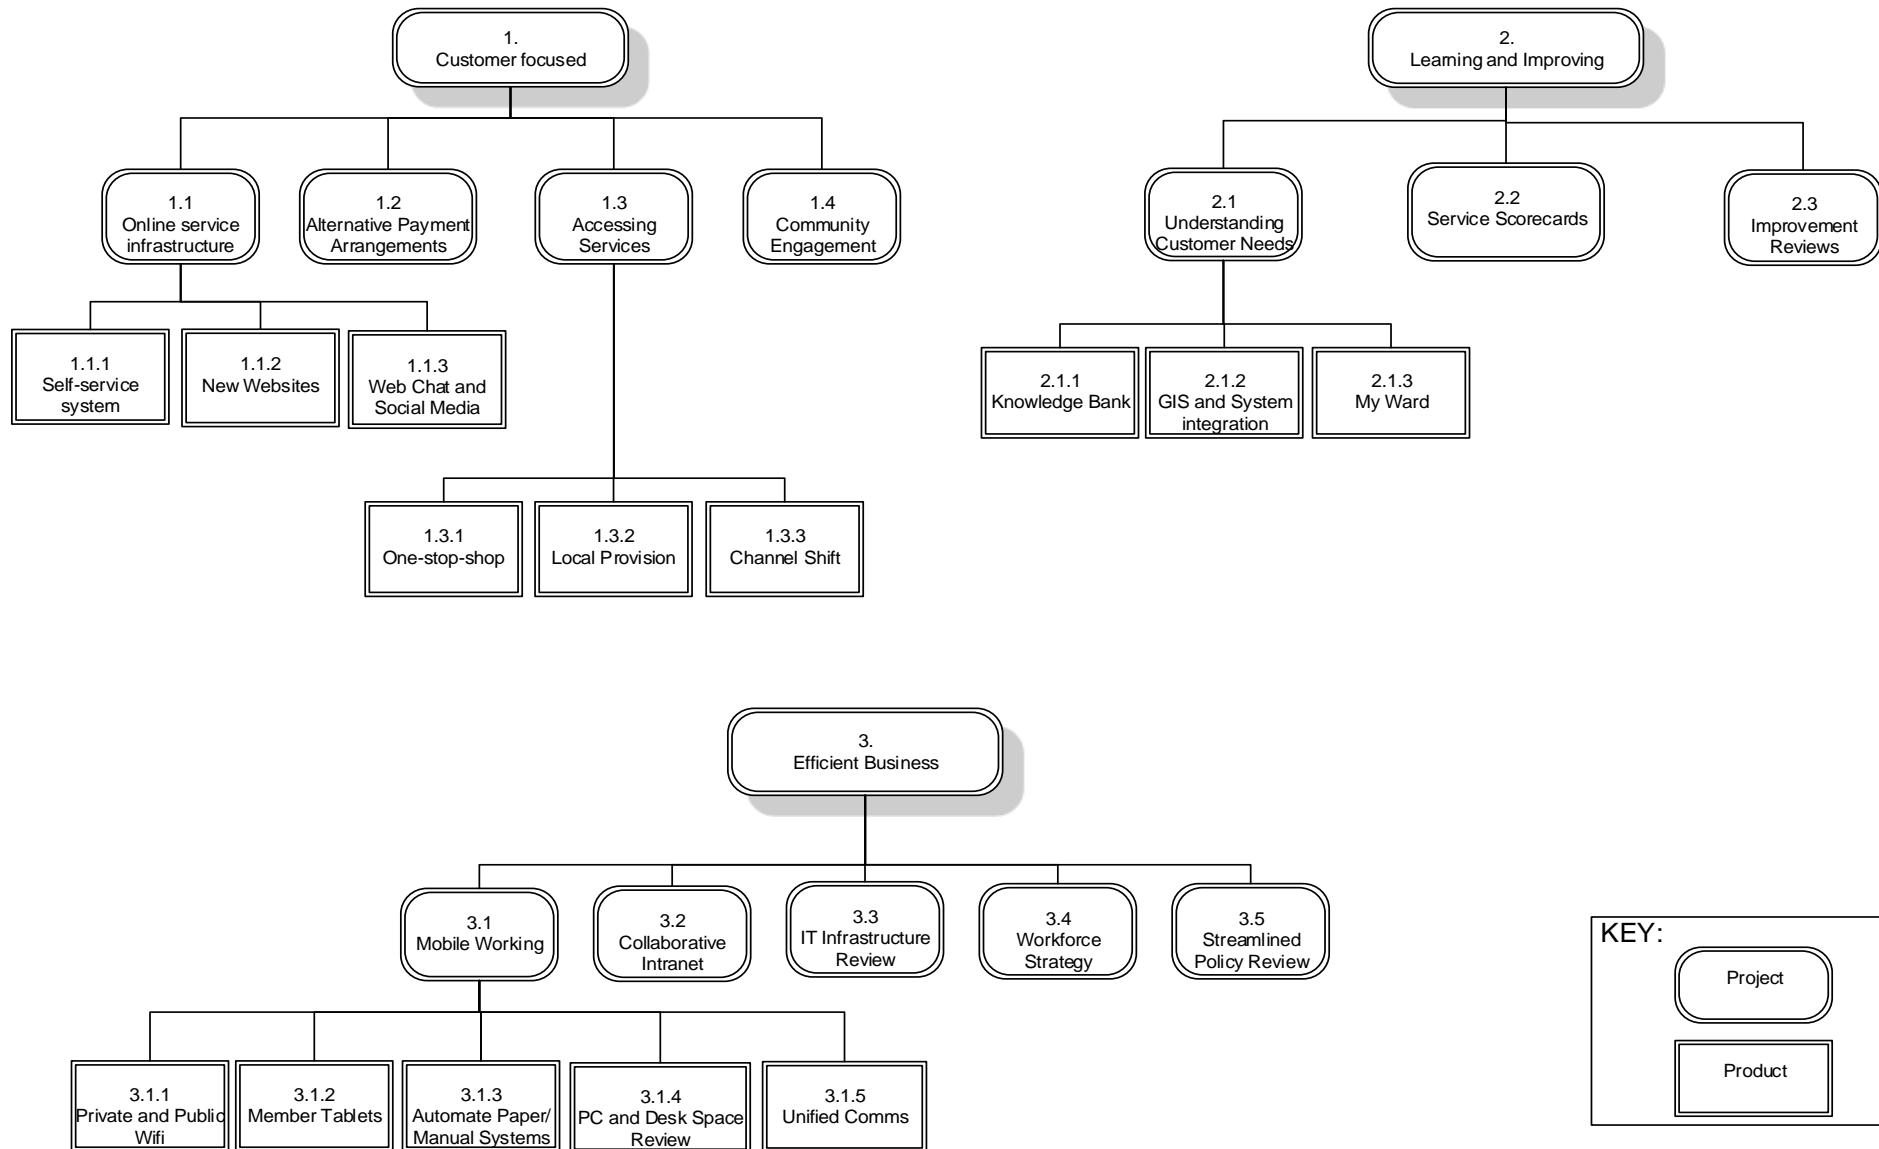 1.
Customer focused
2.
Learning and Improving
1.1
Online service
infrastructure
1.2
Alternative Payment
Arrangements
1.3
Accessing
Services
1.4
Community
Engagement
2.1
Understanding
Customer Needs
2.2
Service Scorecards
2.3
Improvement
Reviews
1.1.1
Self-service
system
1.1.2
New Websites
1.1.3
Web Chat and
Social Media
2.1.1
Knowledge Bank
2.1.2
GIS and System
integration
2.1.3
My Ward
1.3.1
One-stop-shop
1.3.2
Local Provision
1.3.3
Channel Shift
3.
Efficient Business
3.1
Mobile Working
3.2
Collaborative
Intranet
3.3
IT Infrastructure
Review
3.4
Workforce
Strategy
3.5
Streamlined
Policy Review
3.1.1
Private and Public
Wifi
3.1.2
Member Tablets
3.1.3
Automate Paper/
Manual Systems
3.1.4
PC and Desk Space
Review
3.1.5
Unified Comms
KEY:
Project
Product